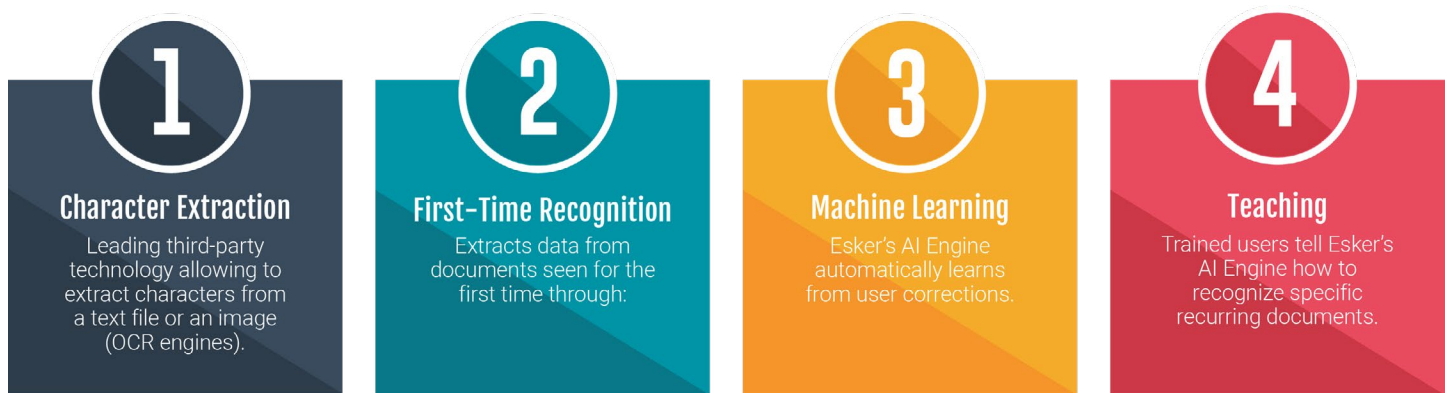 1
Character Extraction
Leading third-party
technology allowing to
extract characters from
a text file or an image
(OCR engines).
2
First-Time Recognition
Extracts data from
documents seen for the
first time through:
3
Machine Learning
Esker's AI Engine
automatically learns
from user corrections.
4
Teaching
Trained users tell Esker's
AI Engine how to
recognize specific
recurring documents.